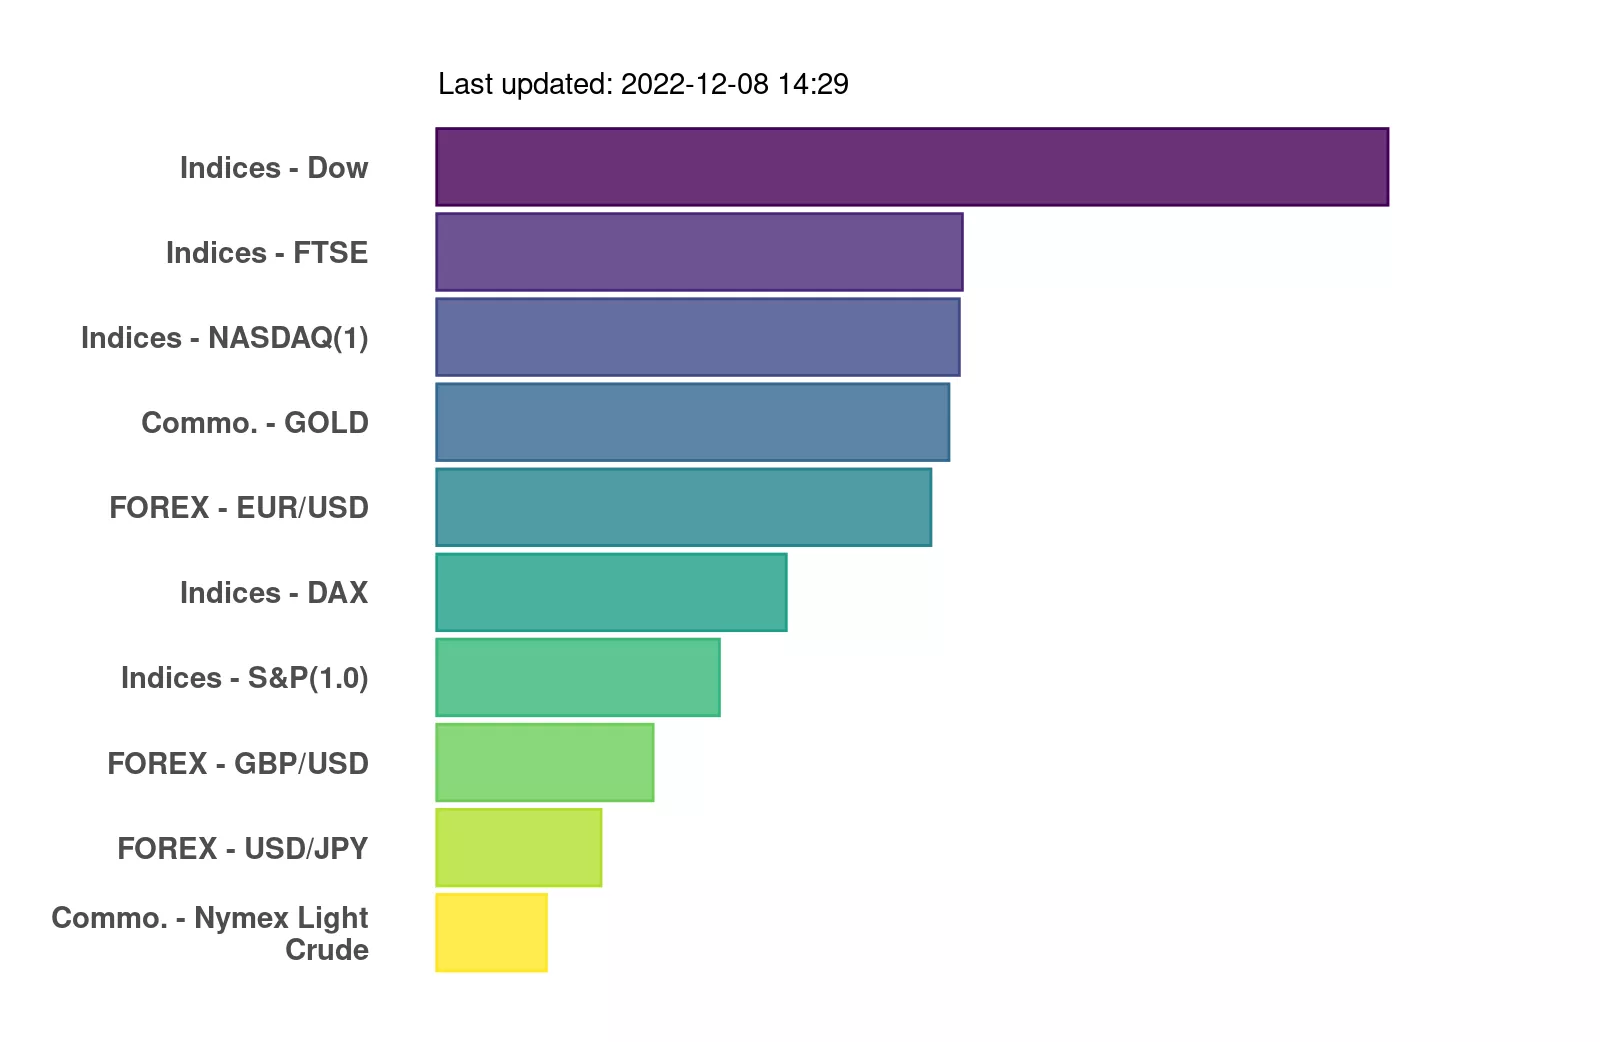 Last updated: 2022-12-08 14:29
Indices - Dow
Indices - FTSE
Indices - NASDAQ(1)
Commo. - GOLD
FOREX - EUR/USD
Indices - DAX
Indices - S&P(1.0)
FOREX - GBP/USD
FOREX - USD/JPY
Commo. - Nymex Light
Crude